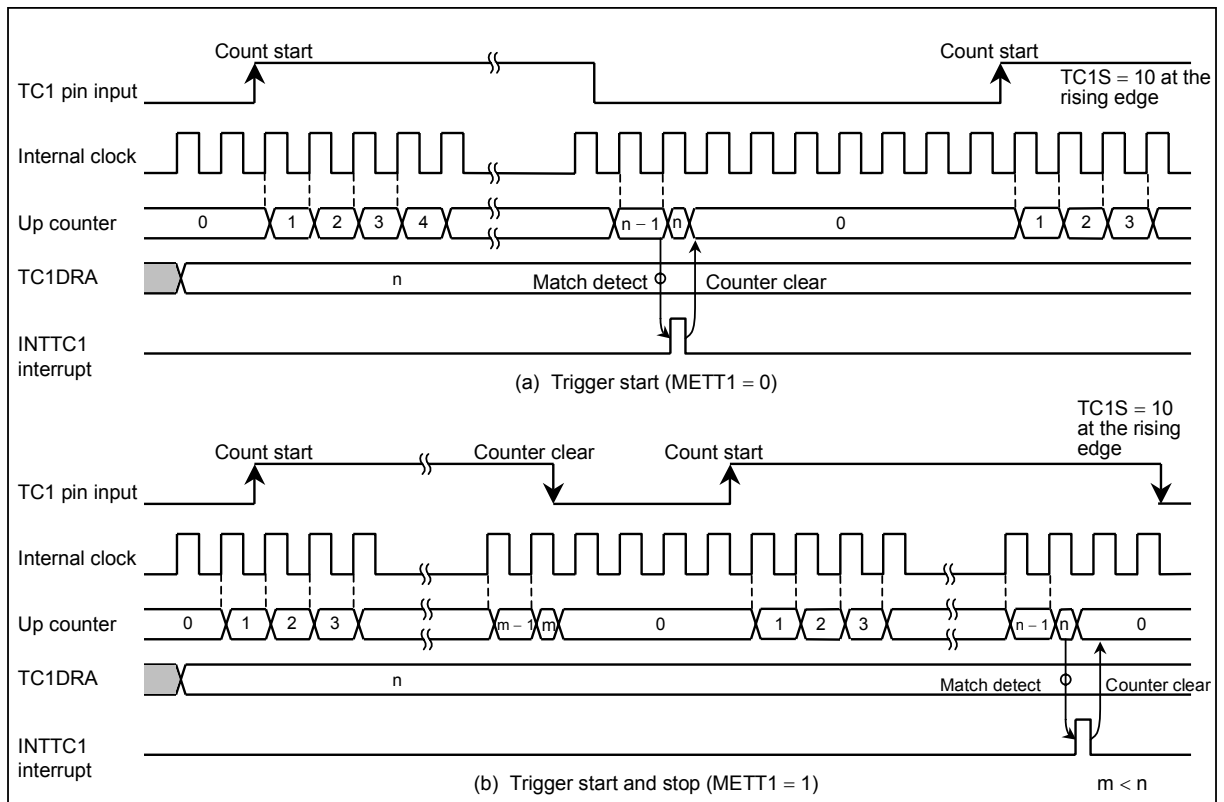 Count start
Count start
TC1 pin input
TC1S = 10 at the
rising edge
Internal clock
Up counter
0
1
2
3
4
n − 1
n
0
1
2
3
TC1DRA
n
Match detect
Counter clear
INTTC1
interrupt
(a) Trigger start (METT1 = 0)
TC1S = 10
at the rising
edge
Count start
Counter clear
Count start
TC1 pin input
Internal clock
Up counter
0
1
2
3
m − 1
m
0
1
2
3
n − 1
n
0
TC1DRA
n
Match detect
Counter clear
INTTC1
interrupt
(b) Trigger start and stop (METT1 = 1)
m < n